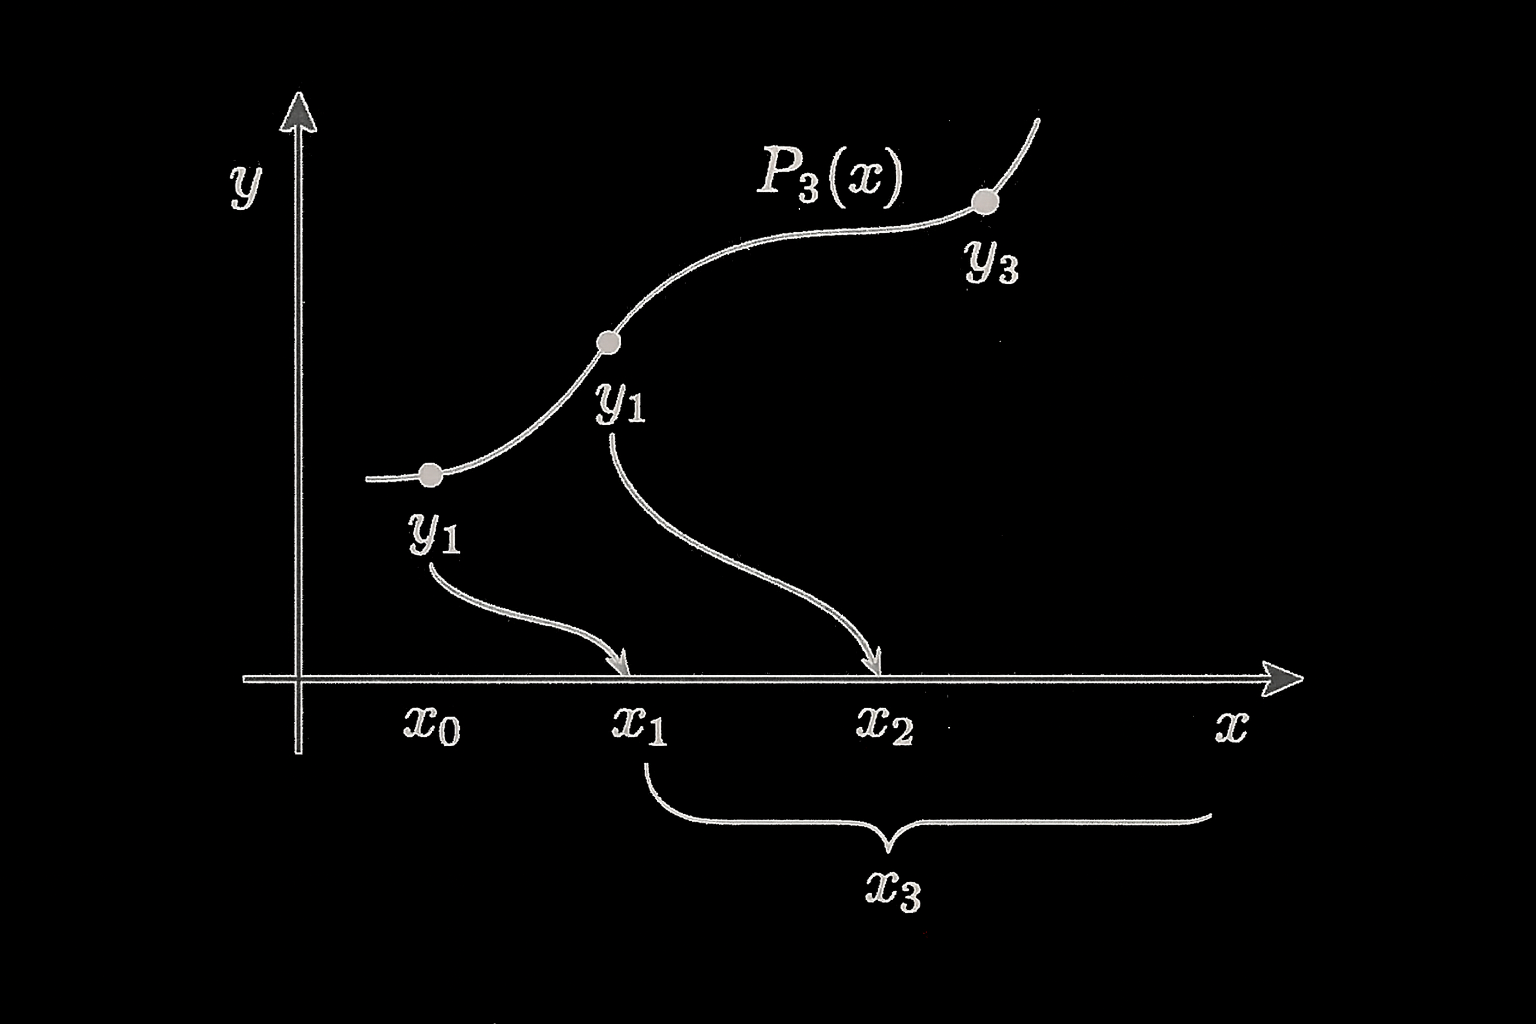 y
P₃(x)
y₃
y₁
y₁
x₀ x₁ x₂ x
x₃